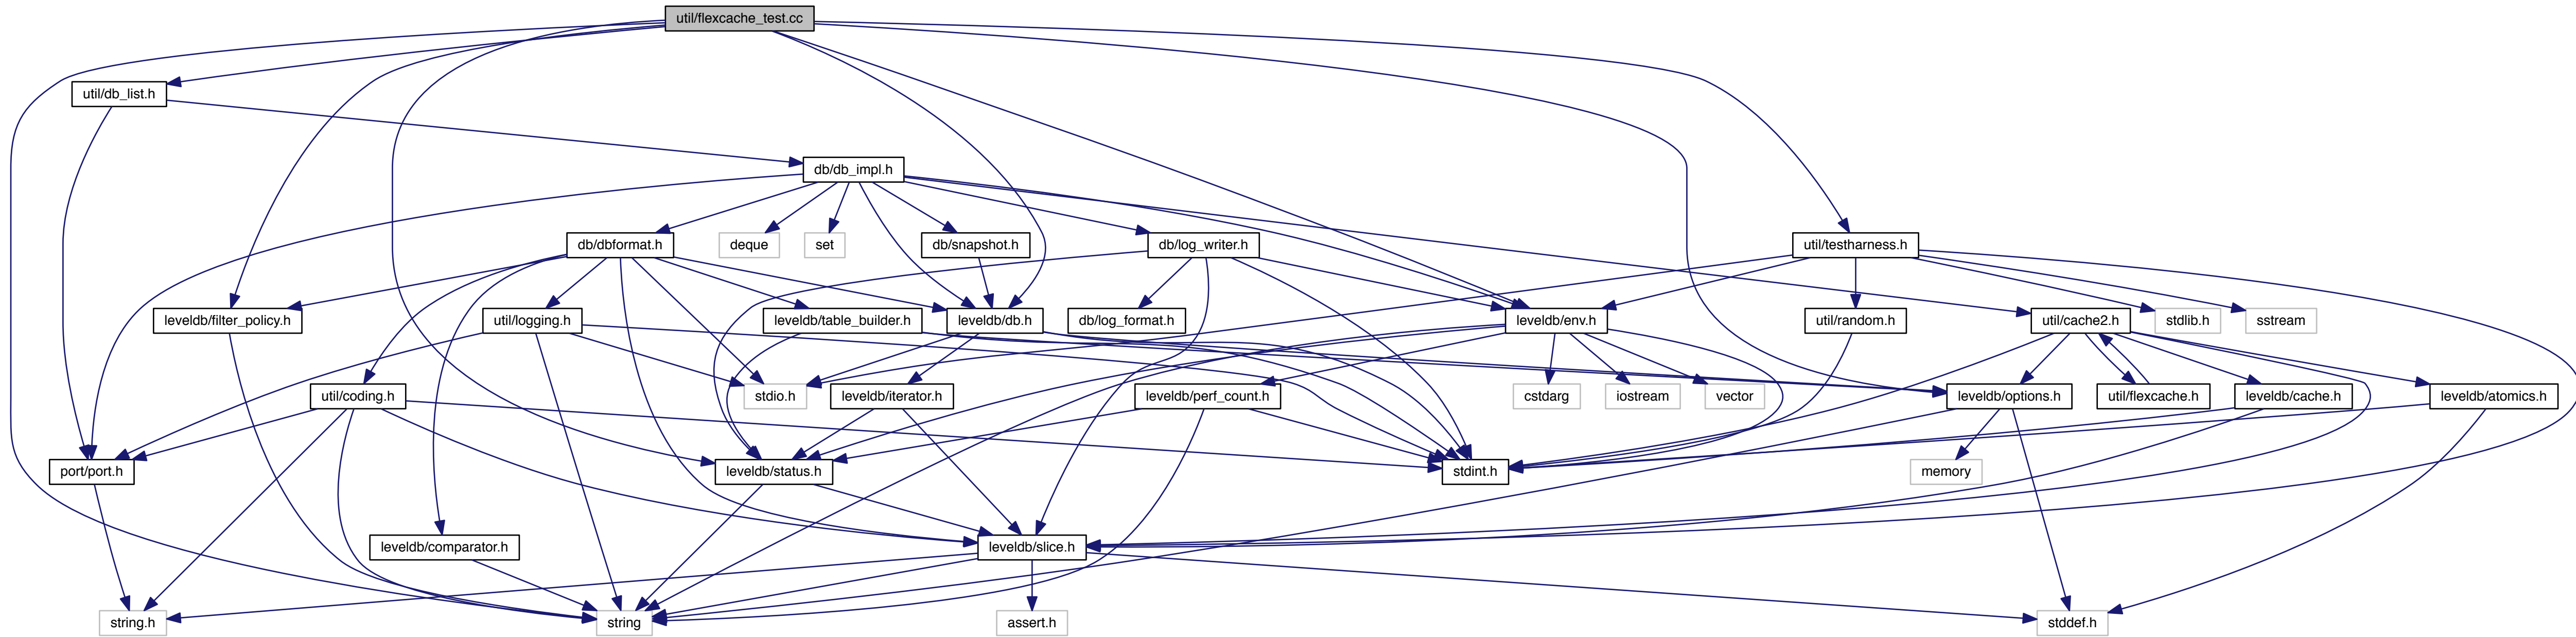 util/flexcache_test.cc
util/db_list.h
db/db_impl.h
db/dbformat.h
deque
set
db/snapshot.h
db/log_writer.h
util/testharness.h
leveldb/filter_policy.h
util/logging.h
leveldb/table_builder.h
leveldb/db.h
db/log_format.h
leveldb/env.h
util/random.h
util/cache2.h
stdlib.h
sstream
util/coding.h
stdio.h
leveldb/iterator.h
leveldb/perf_count.h
cstdarg
iostream
vector
leveldb/options.h
util/flexcache.h
leveldb/cache.h
leveldb/atomics.h
port/port.h
leveldb/status.h
stdint.h
memory
leveldb/comparator.h
leveldb/slice.h
string.h
string
assert.h
stddef.h